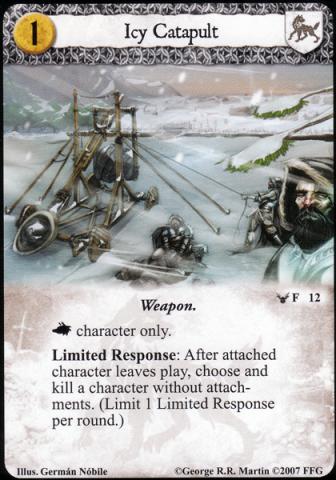 1
Icy Catapult
F 12
Weapon.
character only.
Limited Response: After attached
character leaves play, choose and
kill a character without attach-
ments. (Limit 1 Limited Response
per round.)
Illus. Germán Nóbile ©George R.R. Martin ©2007 FFG